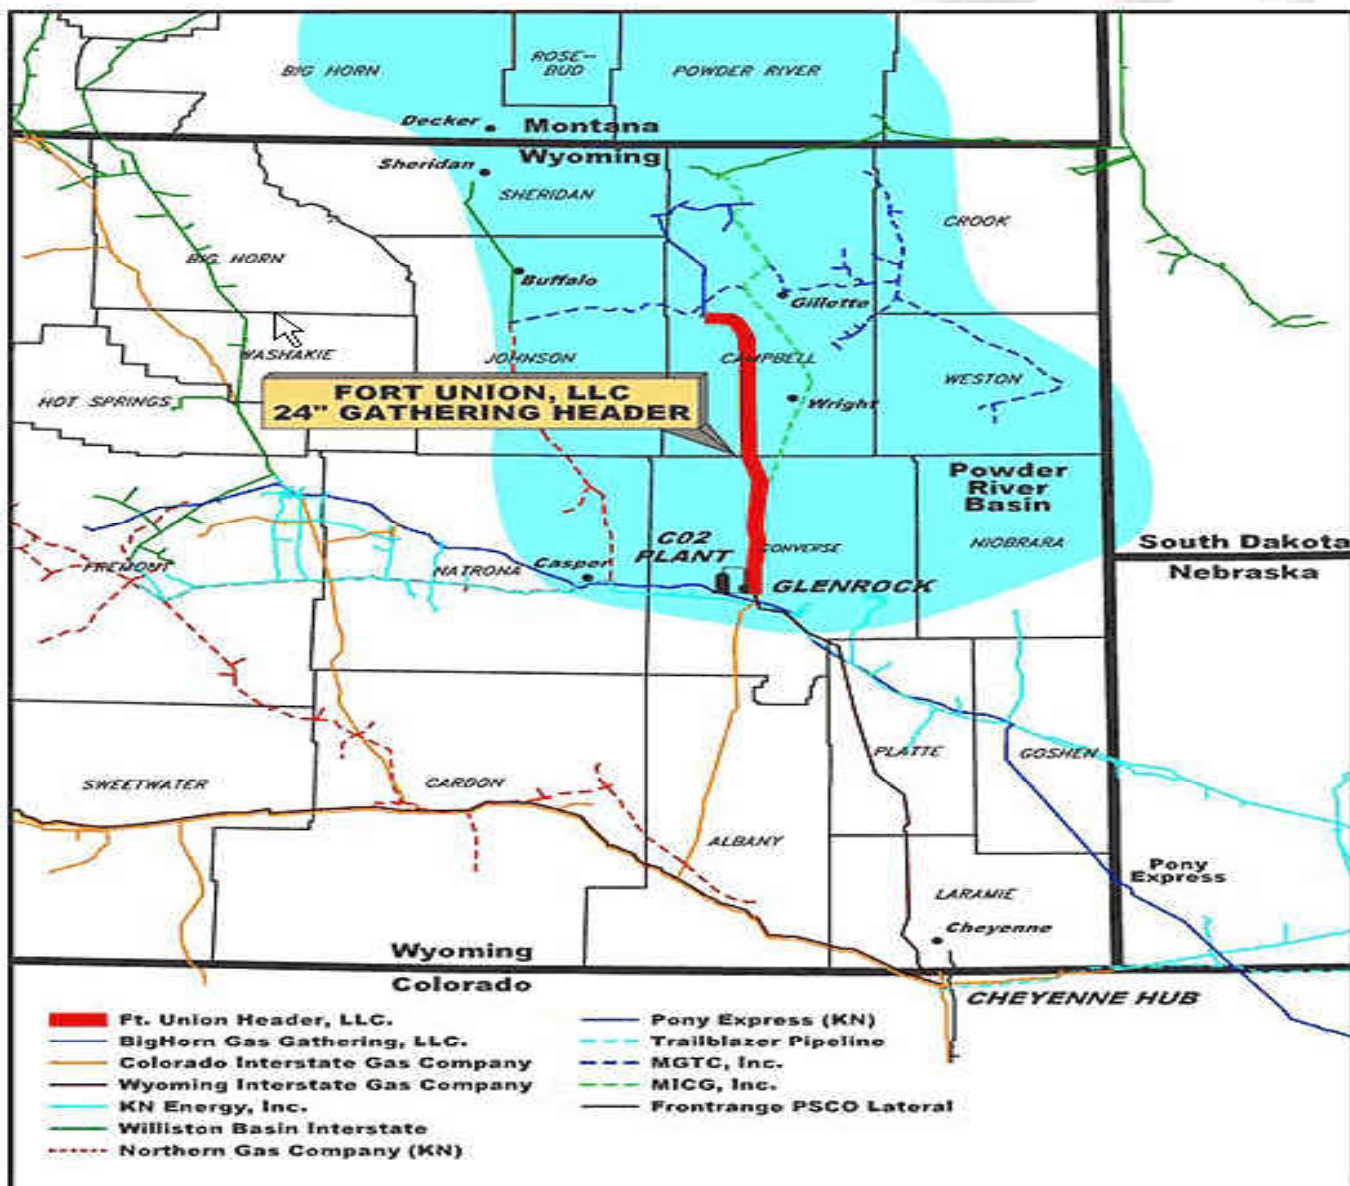 BIG HORN
ROSE-
BUD
POWDER RIVER
Decker
Montana
Wyoming
Sheridan
SHERIDAN
CROOK
BIG HORN
Buffalo
Gillette
WASHAKIE
JOHNSON
CAMPBELL
WESTON
HOT SPRINGS
FORT UNION, LLC
24" GATHERING HEADER
Wright
Powder
River
Basin
C02
PLANT
CONVERSE
NIOBRARA
South Dakota
Nebraska
FREMONT
NATRONA
Casper
GLENROCK
SWEETWATER
CARDON
PLATTE
GOSHEN
ALBANY
Pony
Express
LARAMIE
Cheyenne
Wyoming
Colorado
CHEYENNE HUB
Ft. Union Header, LLC.
BigHorn Gas Gathering, LLC.
Colorado Interstate Gas Company
Wyoming Interstate Gas Company
KN Energy, Inc.
Williston Basin Interstate
Northern Gas Company (KN)
Pony Express (KN)
Trailblazer Pipeline
MGTC, Inc.
MICG, Inc.
Frontrange PSCO Lateral